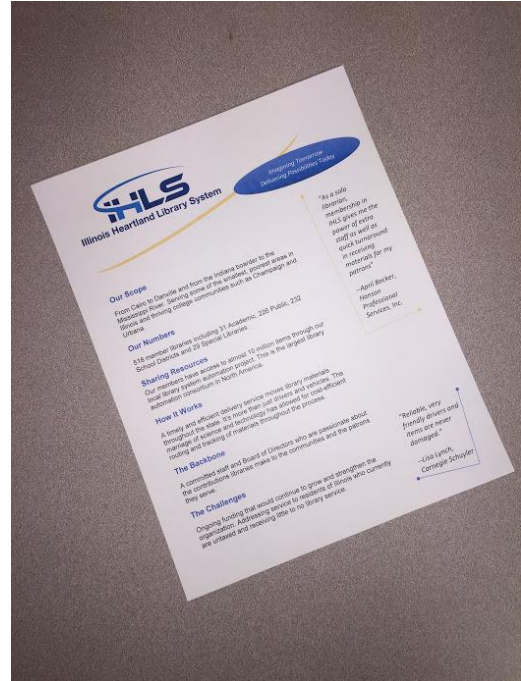 IHLS
Illinois Heartland Library System
Imagining Tomorrow
Delivering Possibilities Today
Our Scope
From Cairo to Danville and from the Indiana boarder to the
Mississippi River. Serving some of the smallest, poorest areas in
Illinois and thriving college communities such as Champaign and
Urbana.
Our Numbers
518 member libraries including 31 Academic, 226 Public, 232
School Districts and 29 Special Libraries.
Sharing Resources
Our members have access to almost 10 million items through our
local library system automation project. This is the largest library
automation consortium in North America.
How it Works
A timely and efficient delivery service moves library materials
throughout the state. It's more than just drivers and vehicles. The
marriage of science and technology has allowed for cost-efficient
routing and tracking of materials throughout the process.
The Backbone
A committed staff and Board of Directors who are passionate about
the contributions libraries make to the communities and the patrons
they serve.
The Challenges
Ongoing funding that would continue to grow and strengthen the
organization. Addressing service to residents of Illinois who currently
are untaxed and receiving little to no library service.
"As a solo
librarian,
membership in
IHLS gives me the
power of extra
staff as well as
quick turnaround
in receiving
materials for my
patrons"
--April Becker,
Hanson
Professional
Services, Inc.
"Reliable, very
friendly drivers and
items are never
damaged."
--Lisa Lynch,
Carnegie Schuyler